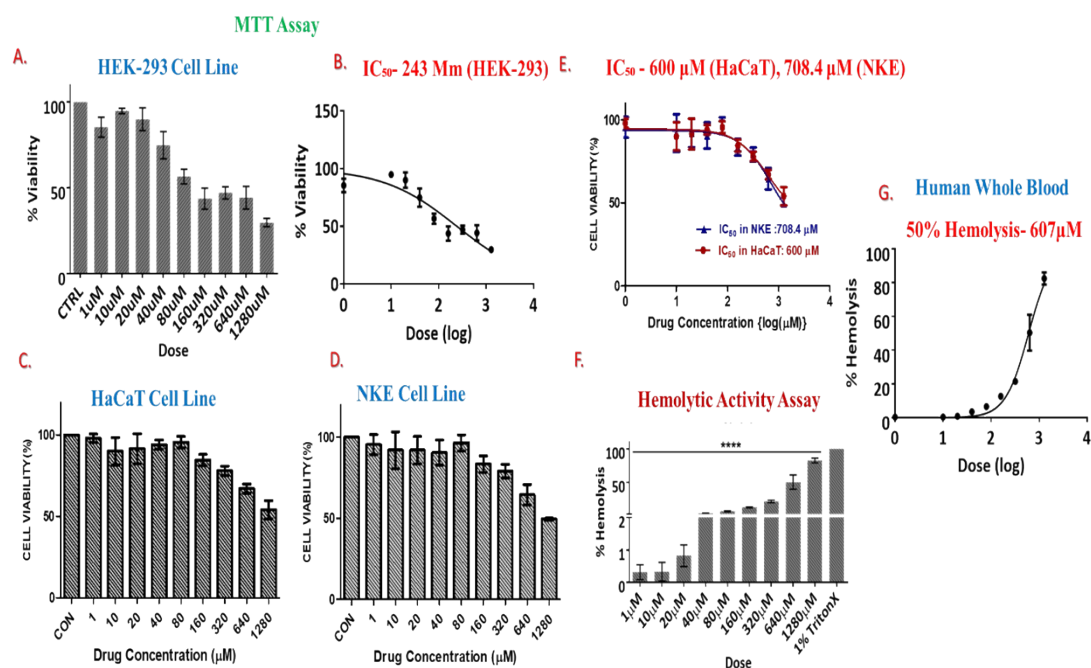 MTT Assay
A.
HEK-293 Cell Line
% Viability
100
50
0
CTRL
1uM
10uM
20uM
40uM
80uM
160uM
320uM
640uM
1280uM
Dose
B.
IC₅₀- 243 Mm (HEK-293)
% Viability
150
100
50
0
0 1 2 3 4
Dose (log)
E.
IC₅₀ - 600 µM (HaCaT), 708.4 µM (NKE)
CELL VIABILITY (%)
100
50
0
IC₅₀ in NKE :708.4 µM
IC₅₀ in HaCaT: 600 µM
0 1 2 3 4
Drug Concentration {log(µM)}
G.
Human Whole Blood
50% Hemolysis- 607µM
% Hemolysis
80
60
40
20
0
0 1 2 3 4
Dose (log)
C.
HaCaT Cell Line
CELL VIABILITY (%)
100
50
0
CON
1
10
20
40
80
160
320
640
1280
Drug Concentration (µM)
D.
NKE Cell Line
CELL VIABILITY (%)
100
50
0
CON
1
10
20
40
80
160
320
640
1280
Drug Concentration (µM)
F.
Hemolytic Activity Assay
****
% Hemolysis
100
50
2
1
0
1µM
10µM
20µM
40µM
80µM
160µM
320µM
640µM
1280µM
1% TritonX
Dose